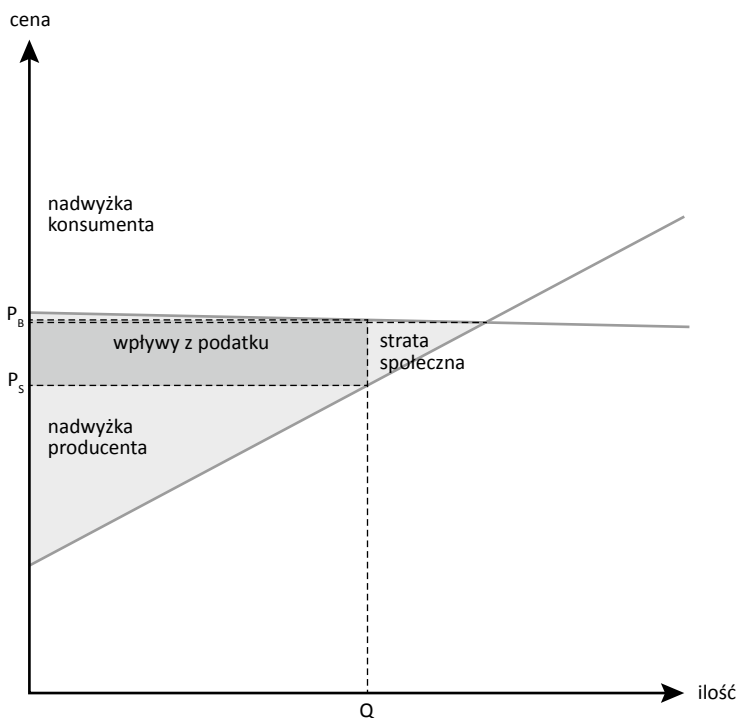 cena
nadwyżka
konsumenta
P_B
wpływy z podatku
strata
społeczna
P_S
nadwyżka
producenta
ilość
Q